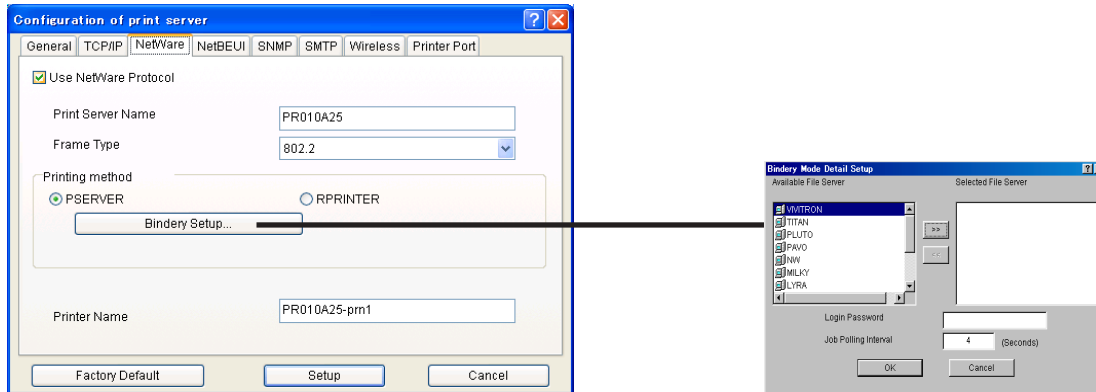 Configuration of print server
General TCP/IP NetWare NetBEUI SNMP SMTP Wireless Printer Port
Use NetWare Protocol
Print Server Name PR010A25
Frame Type 802.2
Printing method
PSERVER RPRINTER
Bindery Setup...
Printer Name PR010A25-prn1
Factory Default Setup Cancel
Bindery Mode Detail Setup
Available File Server Selected File Server
VIVITRON
TITAN
PLUTO
PAVO
NW
MILKY
LYRA
>>
<<
Login Password
Job Polling Interval 4 (Seconds)
OK Cancel